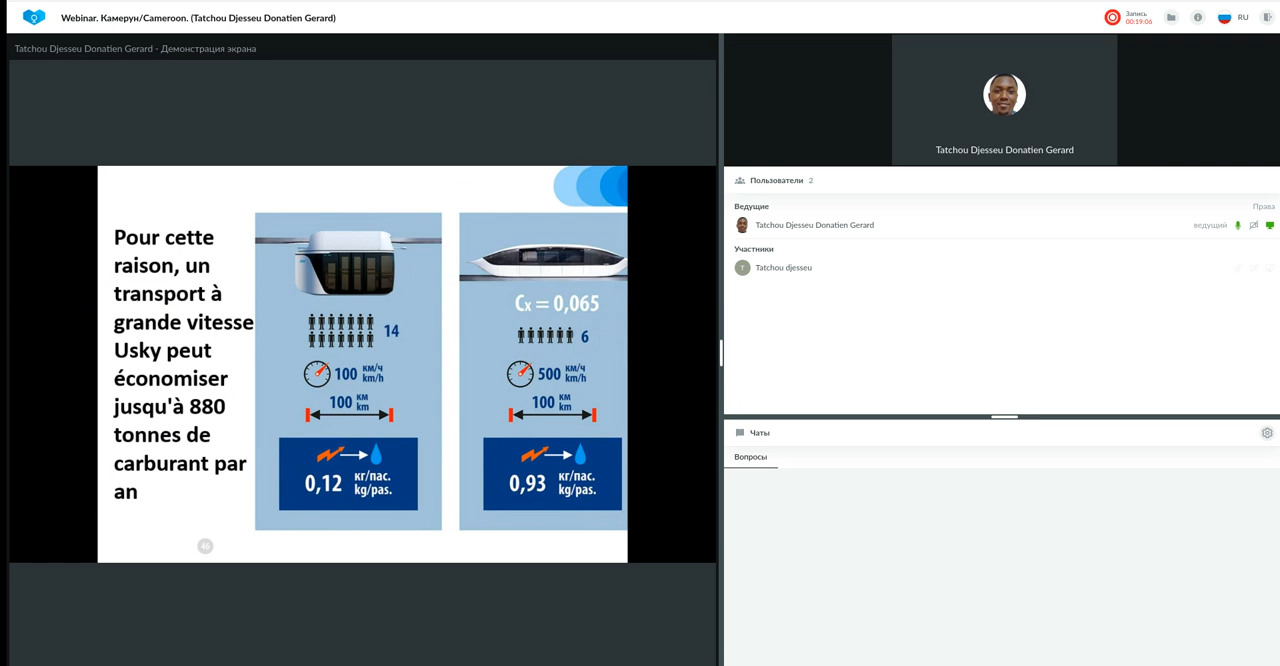 Webinar. Камерун/Cameroon. (Tatchou Djesseu Donatien Gerard)
Запись
00:19:06
RU
Tatchou Djesseu Donatien Gerard - Демонстрация экрана
Pour cette
raison, un
transport à
grande vitesse
Usky peut
économiser
jusqu'à 880
tonnes de
carburant par
an
14
100 км/ч
km/h
100 км
km
0,12 кг/пас.
kg/pas.
Cx = 0,065
6
500 км/ч
km/h
100 км
km
0,93 кг/пас.
kg/pas.
46
Tatchou Djesseu Donatien Gerard
Пользователи 2
Ведущие Права
Tatchou Djesseu Donatien Gerard ведущий
Участники
T Tatchou djesseu
Чаты
Вопросы